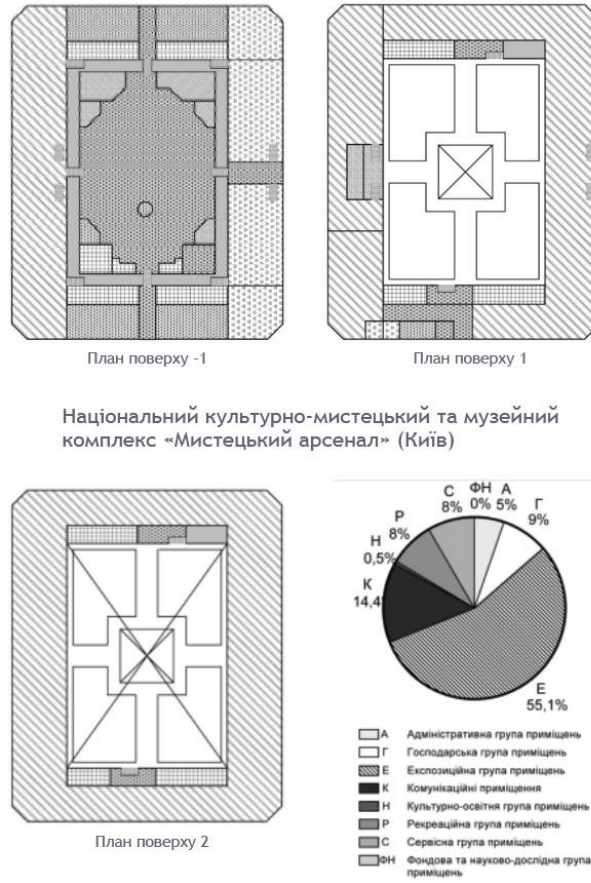 План поверху -1
План поверху 1
Національний культурно-мистецький та музейний
комплекс «Мистецький арсенал» (Київ)
План поверху 2
ФН
0%
А
5%
Г
9%
С
8%
Р
8%
Н
0,5%
К
14,4%
Е
55,1%
А Адміністративна група приміщень
Г Господарська група приміщень
Е Експозиційна група приміщень
К Комунікаційні приміщення
Н Культурно-освітня група приміщень
Р Рекреаційна група приміщень
С Сервісна група приміщень
ФН Фондова та науково-дослідна група
приміщень